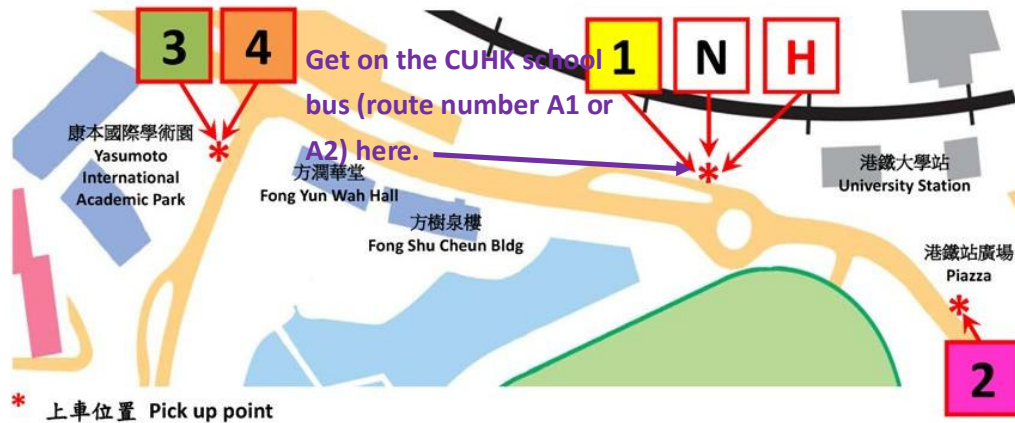 3
4
Get on the CUHK school
bus (route number A1 or
A2) here.
1
N
H
康本國際學術園
Yasumoto
International
Academic Park
方潤華堂
Fong Yun Wah Hall
方樹泉樓
Fong Shu Cheun Bldg
港鐵大學站
University Station
港鐵站廣場
Piazza
2
* 上車位置 Pick up point